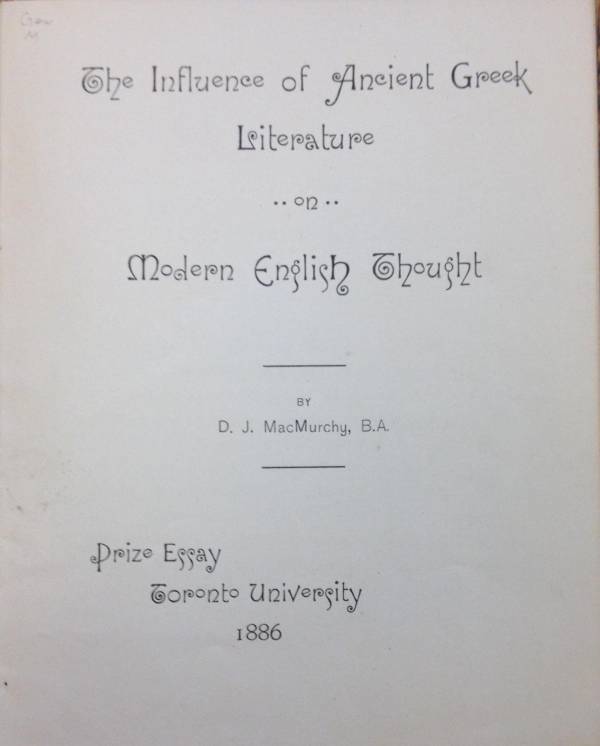 The Influence of Ancient Greek
Literature
·· on ··
Modern English Thought
BY
D. J. MacMurchy, B.A.
Prize Essay
Toronto University
1886